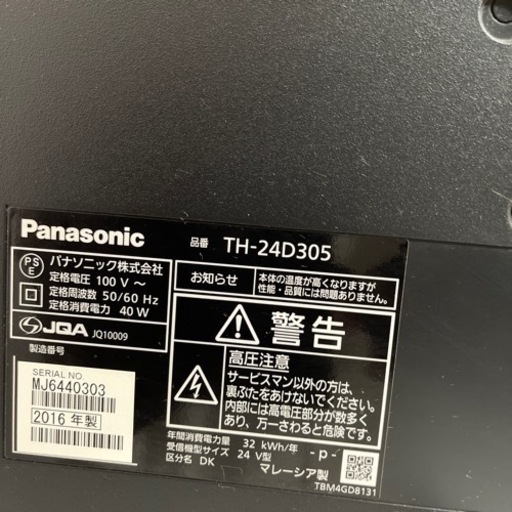 Panasonic 品番 TH-24D305
PSE パナソニック株式会社
定格電圧 100 V ～
定格周波数 50/60 Hz
定格消費電力 40 W
JQA JQ10009
製造番号
SERIAL NO
MJ6440303
2016 年製
お知らせ
本体の温度が高くなりますが
性能・品質には問題ありません。
警告
高圧注意
サービスマン以外の方は、
裏ぶたをあけないでください。
内部には高電圧部分が数多く
あり、万一さわると危険です。
年間消費電力量 32 kWh/年
受信機型サイズ 24 V型
区分名 DK
-p-
マレーシア製
TBM4GD8131